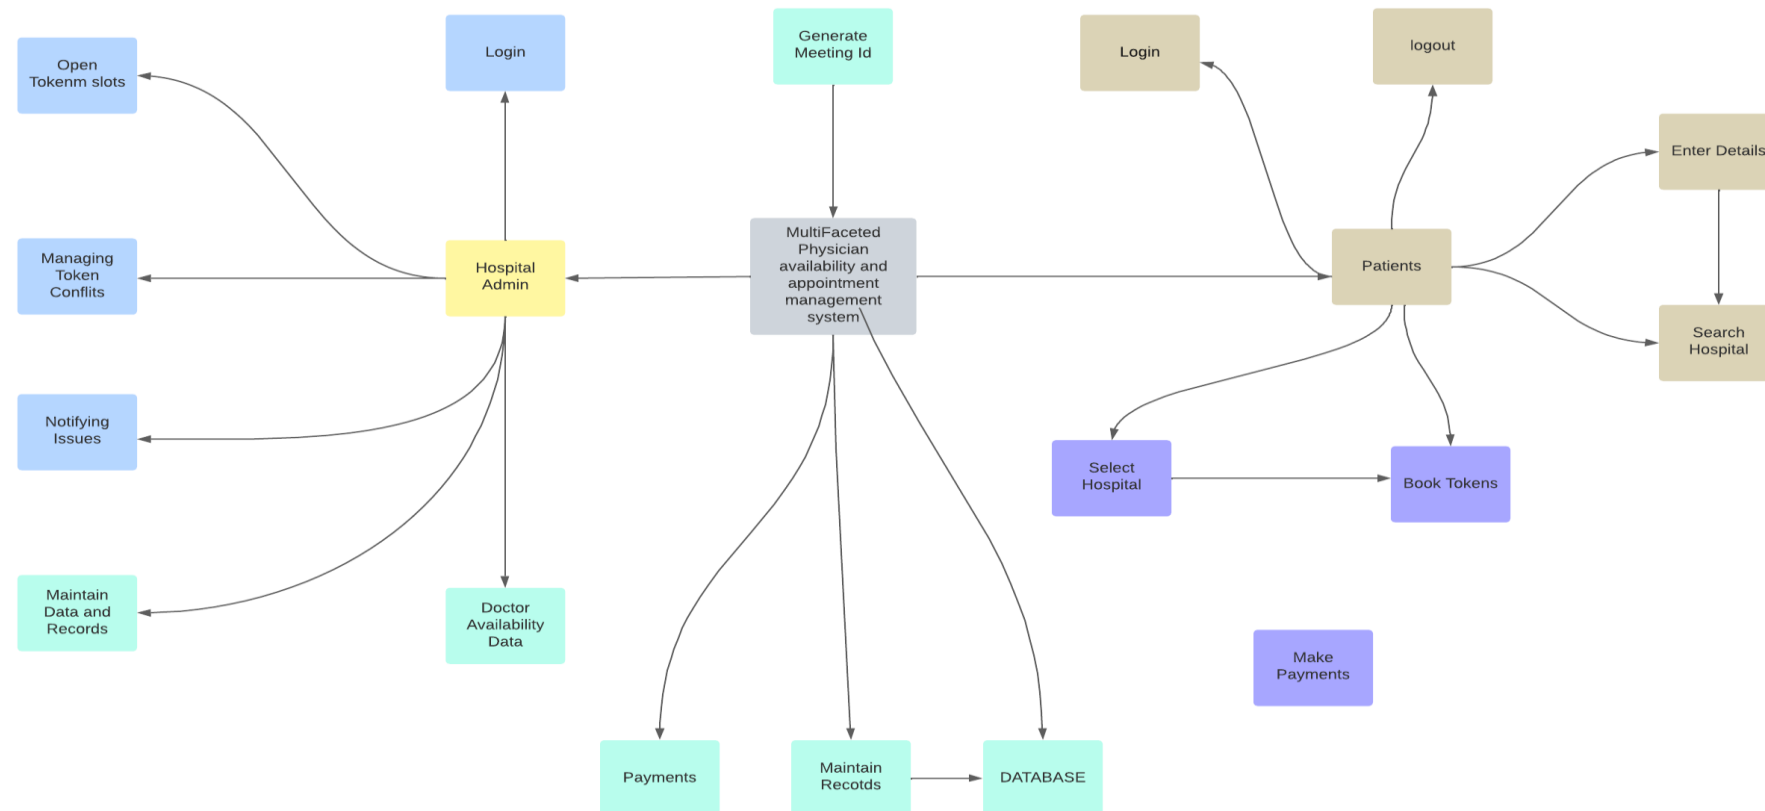 Open
Tokenm slots
Login
Generate
Meeting Id
Login
logout
Enter Details
Managing
Token
Conflits
Hospital
Admin
MultiFaceted
Physician
availability and
appointment
management
system
Patients
Search
Hospital
Notifying
Issues
Select
Hospital
Book Tokens
Maintain
Data and
Records
Doctor
Availability
Data
Make
Payments
Payments
Maintain
Recotds
DATABASE